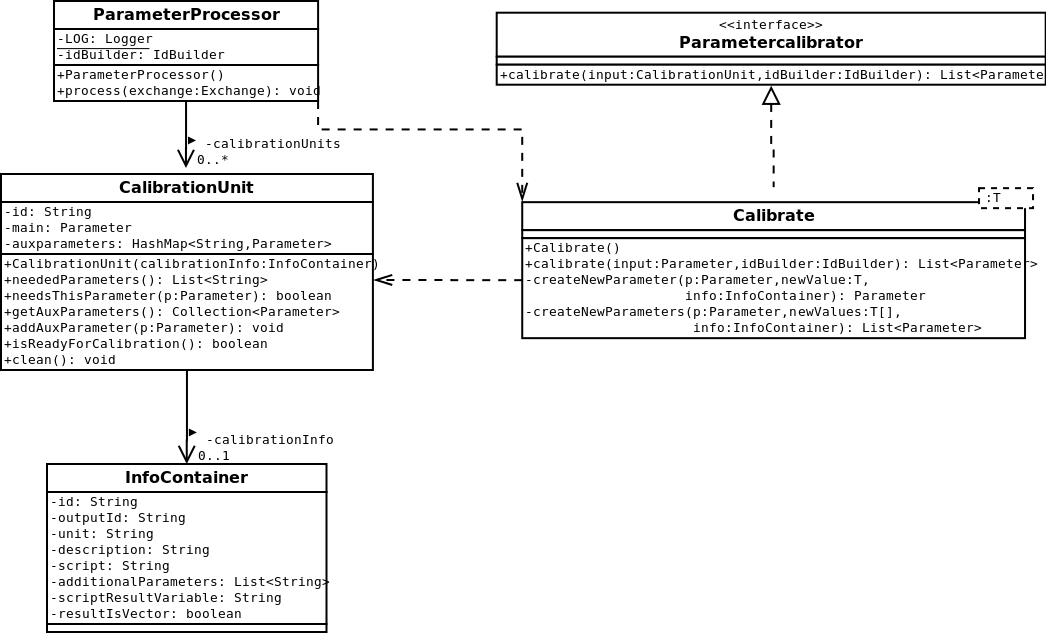 ParameterProcessor
-LOG: Logger
-idBuilder: IdBuilder
+ParameterProcessor()
+process(exchange:Exchange): void
<<interface>>
Parametercalibrator
+calibrate(input:CalibrationUnit,idBuilder:IdBuilder): List<Paramete
-calibrationUnits
0..*
CalibrationUnit
-id: String
-main: Parameter
-auxparameters: HashMap<String,Parameter>
+CalibrationUnit(calibrationInfo:InfoContainer)
+neededParameters(): List<String>
+needsThisParameter(p:Parameter): boolean
+getAuxParameters(): Collection<Parameter>
+addAuxParameter(p:Parameter): void
+isReadyForCalibration(): boolean
+clean(): void
:T
Calibrate
+Calibrate()
+calibrate(input:Parameter,idBuilder:IdBuilder): List<Parameter>
-createNewParameter(p:Parameter,newValue:T,
info:InfoContainer): Parameter
-createNewParameters(p:Parameter,newValues:T[],
info:InfoContainer): List<Parameter>
-calibrationInfo
0..1
InfoContainer
-id: String
-outputId: String
-unit: String
-description: String
-script: String
-additionalParameters: List<String>
-scriptResultVariable: String
-resultIsVector: boolean